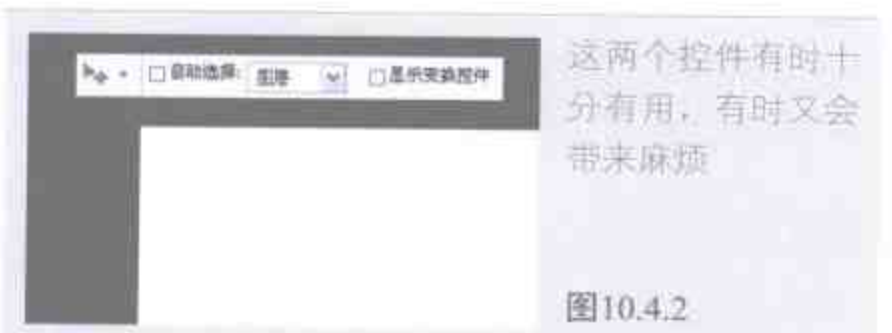 自动选择: 图层 显示变换控件
这两个控件有时十
分有用，有时又会
带来麻烦
图10.4.2